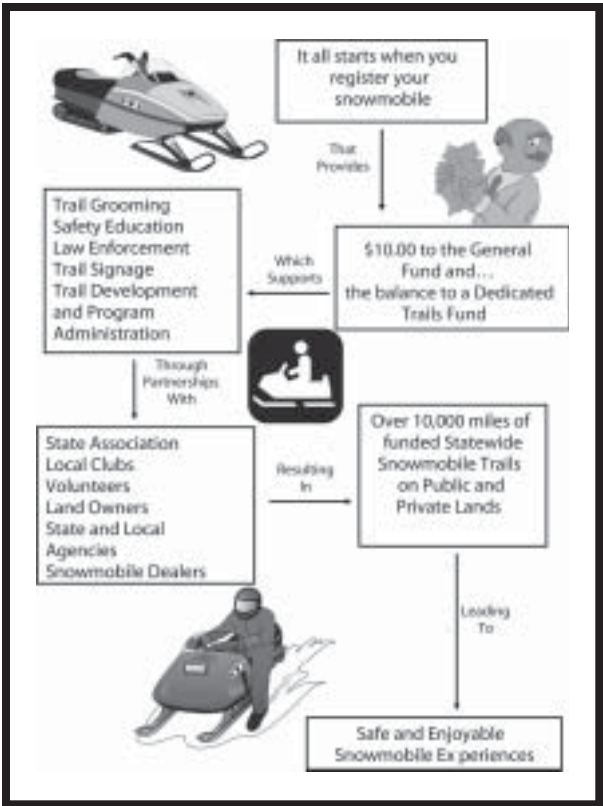 It all starts when you
register your
snowmobile
That
Provides
$10.00 to the General
Fund and...
the balance to a Dedicated
Trails Fund
Which
Supports
Trail Grooming
Safety Education
Law Enforcement
Trail Signage
Trail Development
and Program
Administration
Through
Partnerships
With
State Association
Local Clubs
Volunteers
Land Owners
State and Local
Agencies
Snowmobile Dealers
Resulting
In
Over 10,000 miles of
funded Statewide
Snowmobile Trails
on Public and
Private Lands
Leading
To
Safe and Enjoyable
Snowmobile Ex periences